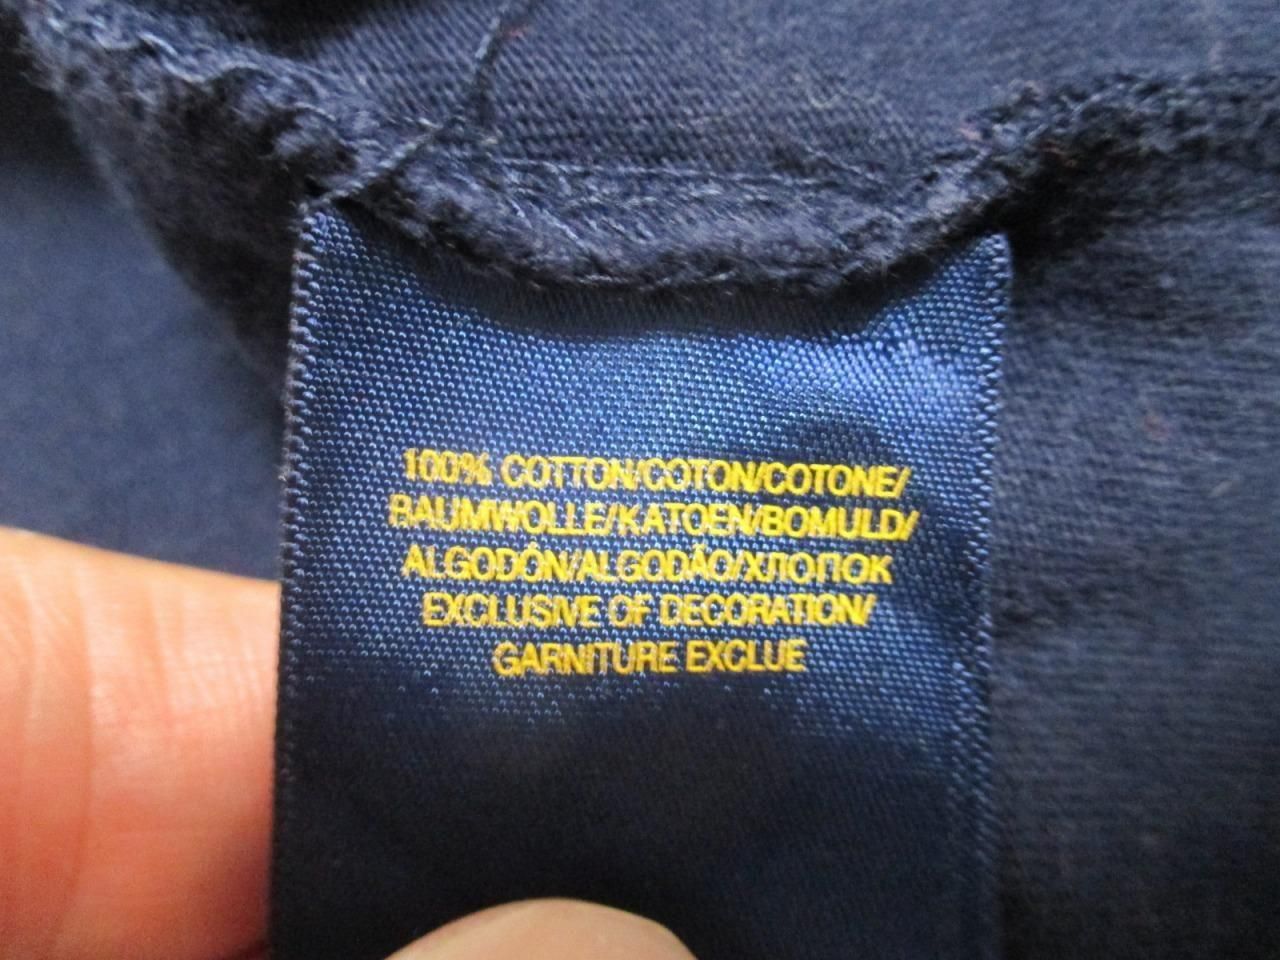 100% COTTON/COTON/COTONE/
BAUMWOLLE/KATOEN/BOMULD/
ALGODÓN/ALGODÃO/ХЛОПОК
EXCLUSIVE OF DECORATION/
GARNITURE EXCLUE